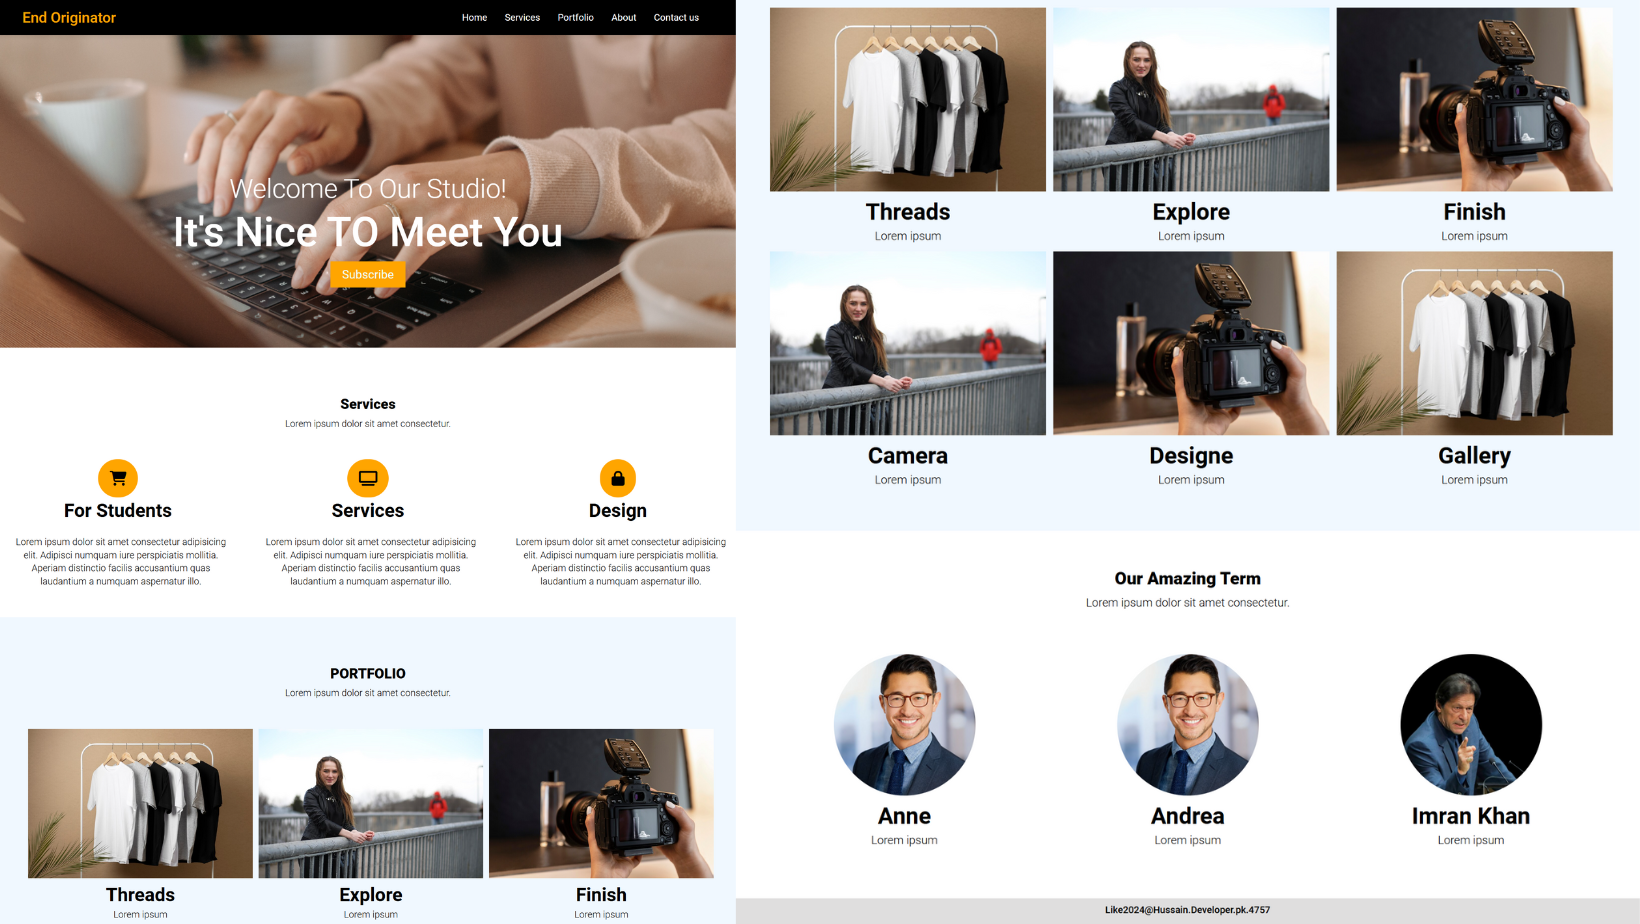 End Originator
Home Services Portfolio About Contact us
Welcome To Our Studio!
It's Nice TO Meet You
Subscribe
Services
Lorem ipsum dolor sit amet consectetur.
For Students
Lorem ipsum dolor sit amet consectetur adipisicing
elit. Adipisci numquam iure perspiciatis mollitia.
Aperiam distinctio facilis accusantium quas
laudantium a numquam aspernatur illo.
Services
Lorem ipsum dolor sit amet consectetur adipisicing
elit. Adipisci numquam iure perspiciatis mollitia.
Aperiam distinctio facilis accusantium quas
laudantium a numquam aspernatur illo.
Design
Lorem ipsum dolor sit amet consectetur adipisicing
elit. Adipisci numquam iure perspiciatis mollitia.
Aperiam distinctio facilis accusantium quas
laudantium a numquam aspernatur illo.
PORTFOLIO
Lorem ipsum dolor sit amet consectetur.
Threads
Lorem ipsum
Explore
Lorem ipsum
Finish
Lorem ipsum
Threads
Lorem ipsum
Explore
Lorem ipsum
Finish
Lorem ipsum
Camera
Lorem ipsum
Designe
Lorem ipsum
Gallery
Lorem ipsum
Our Amazing Term
Lorem ipsum dolor sit amet consectetur.
Anne
Lorem ipsum
Andrea
Lorem ipsum
Imran Khan
Lorem ipsum
Like2024@Hussain.Developer.pk.4757